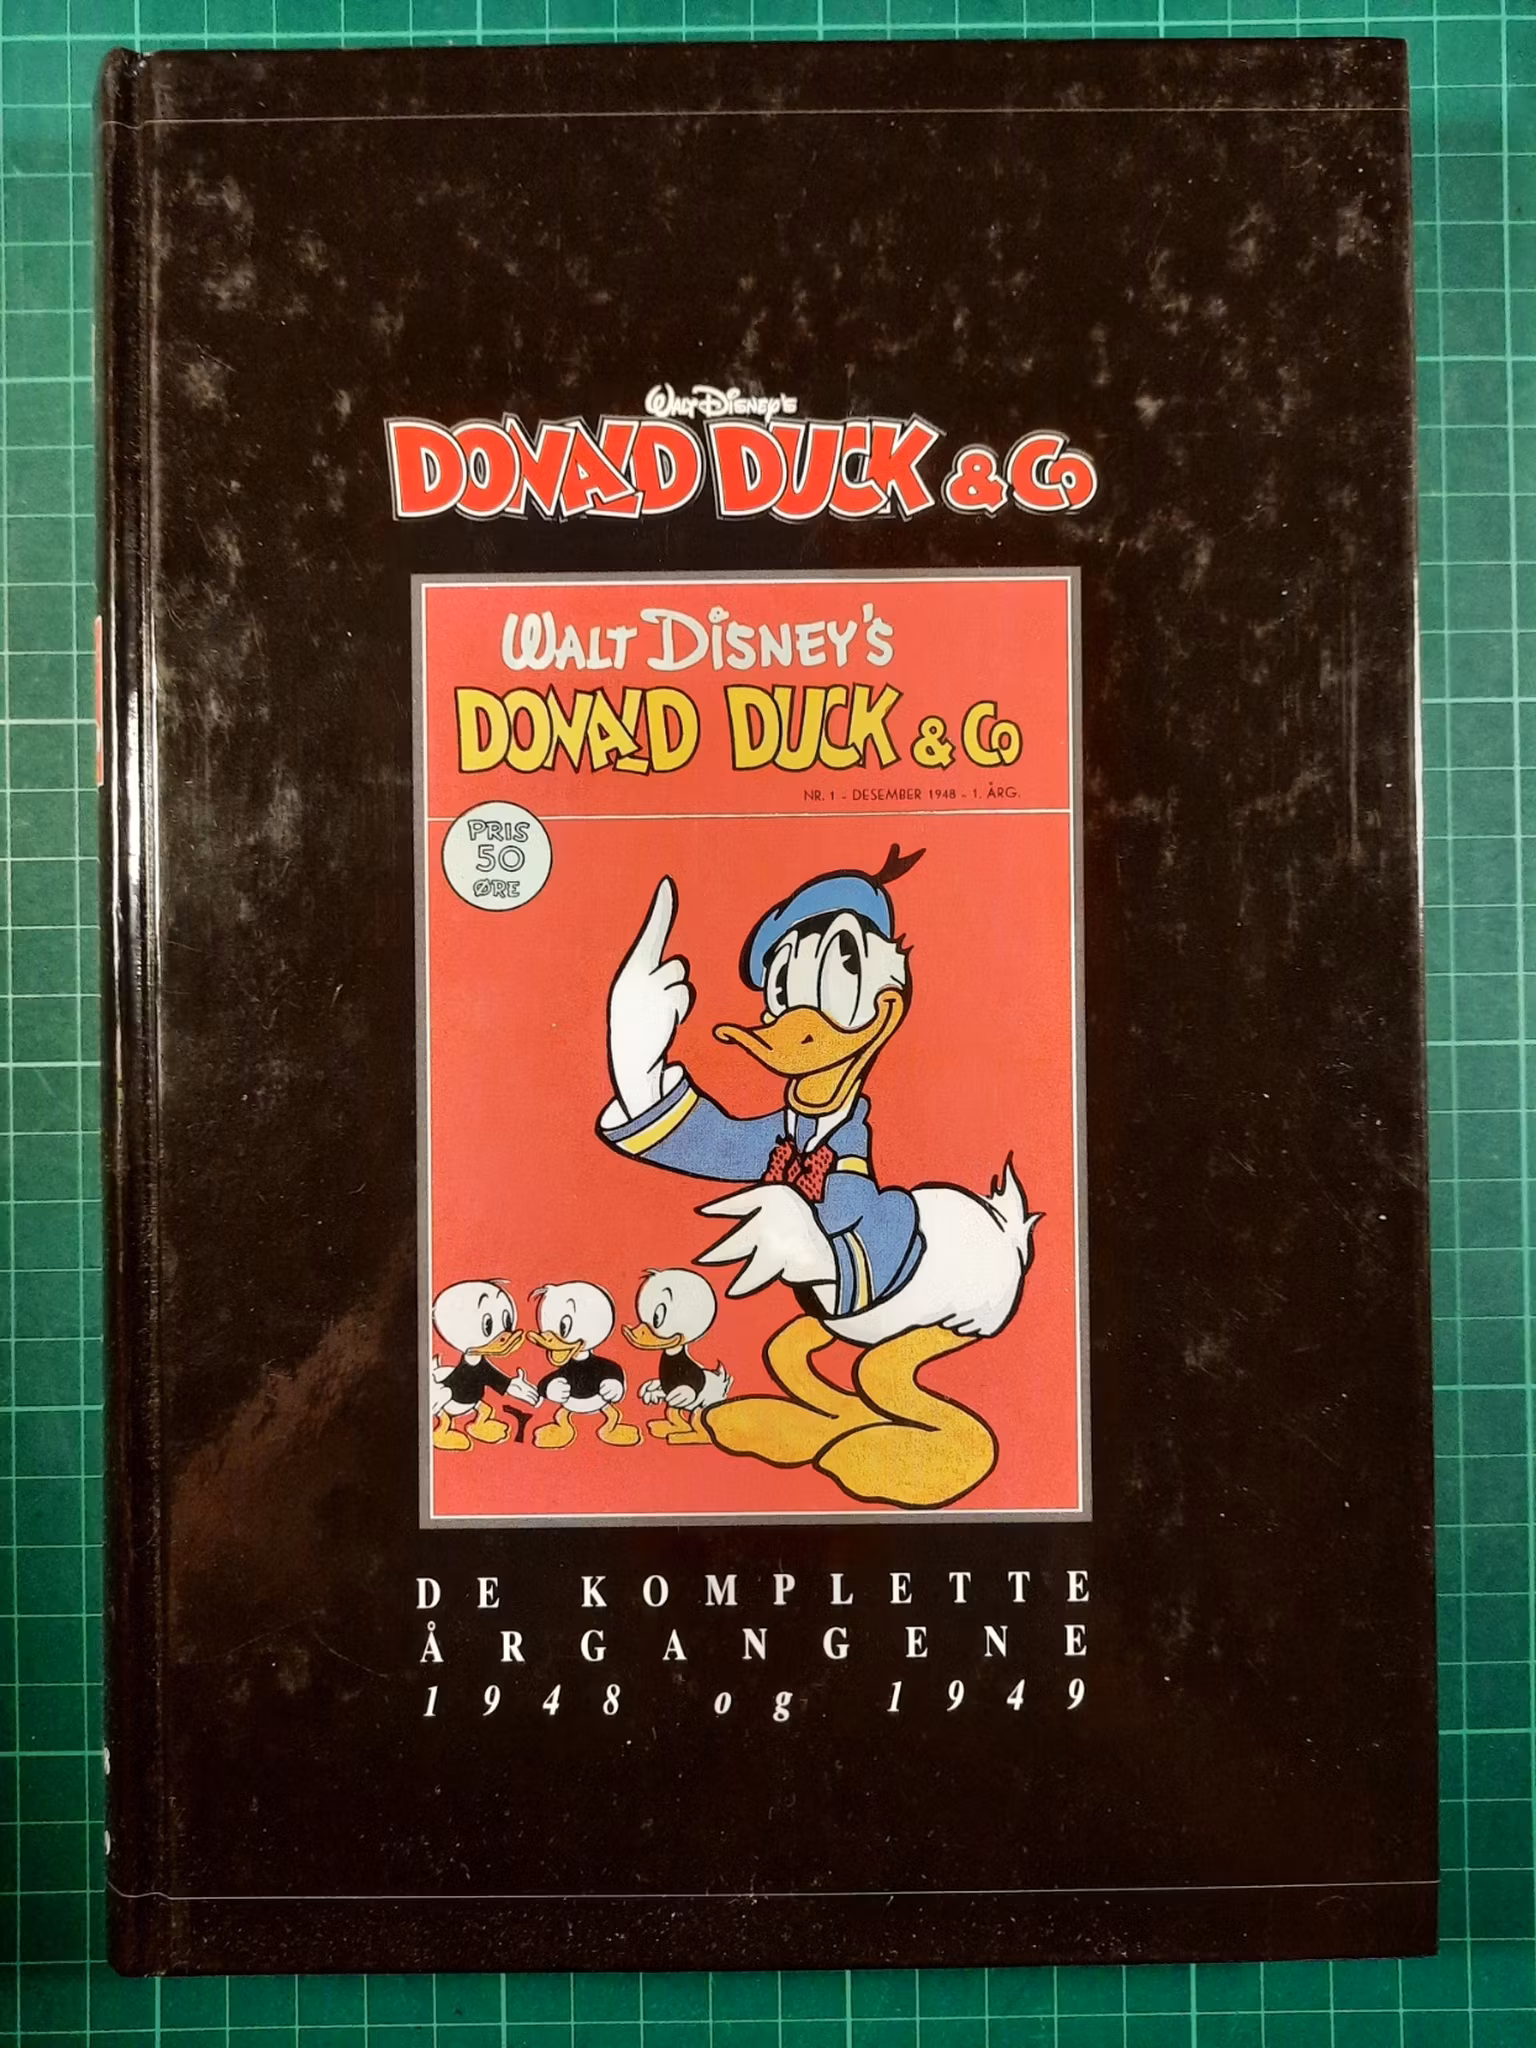 Walt Disney's
DONALD DUCK & Co
WALT DISNEY'S
DONALD DUCK & Co
NR. 1 - DESEMBER 1948 - 1. ÅRG.
PRIS
50
ØRE
DE KOMPLETTE
ÅRGANGENE
1948 og 1949